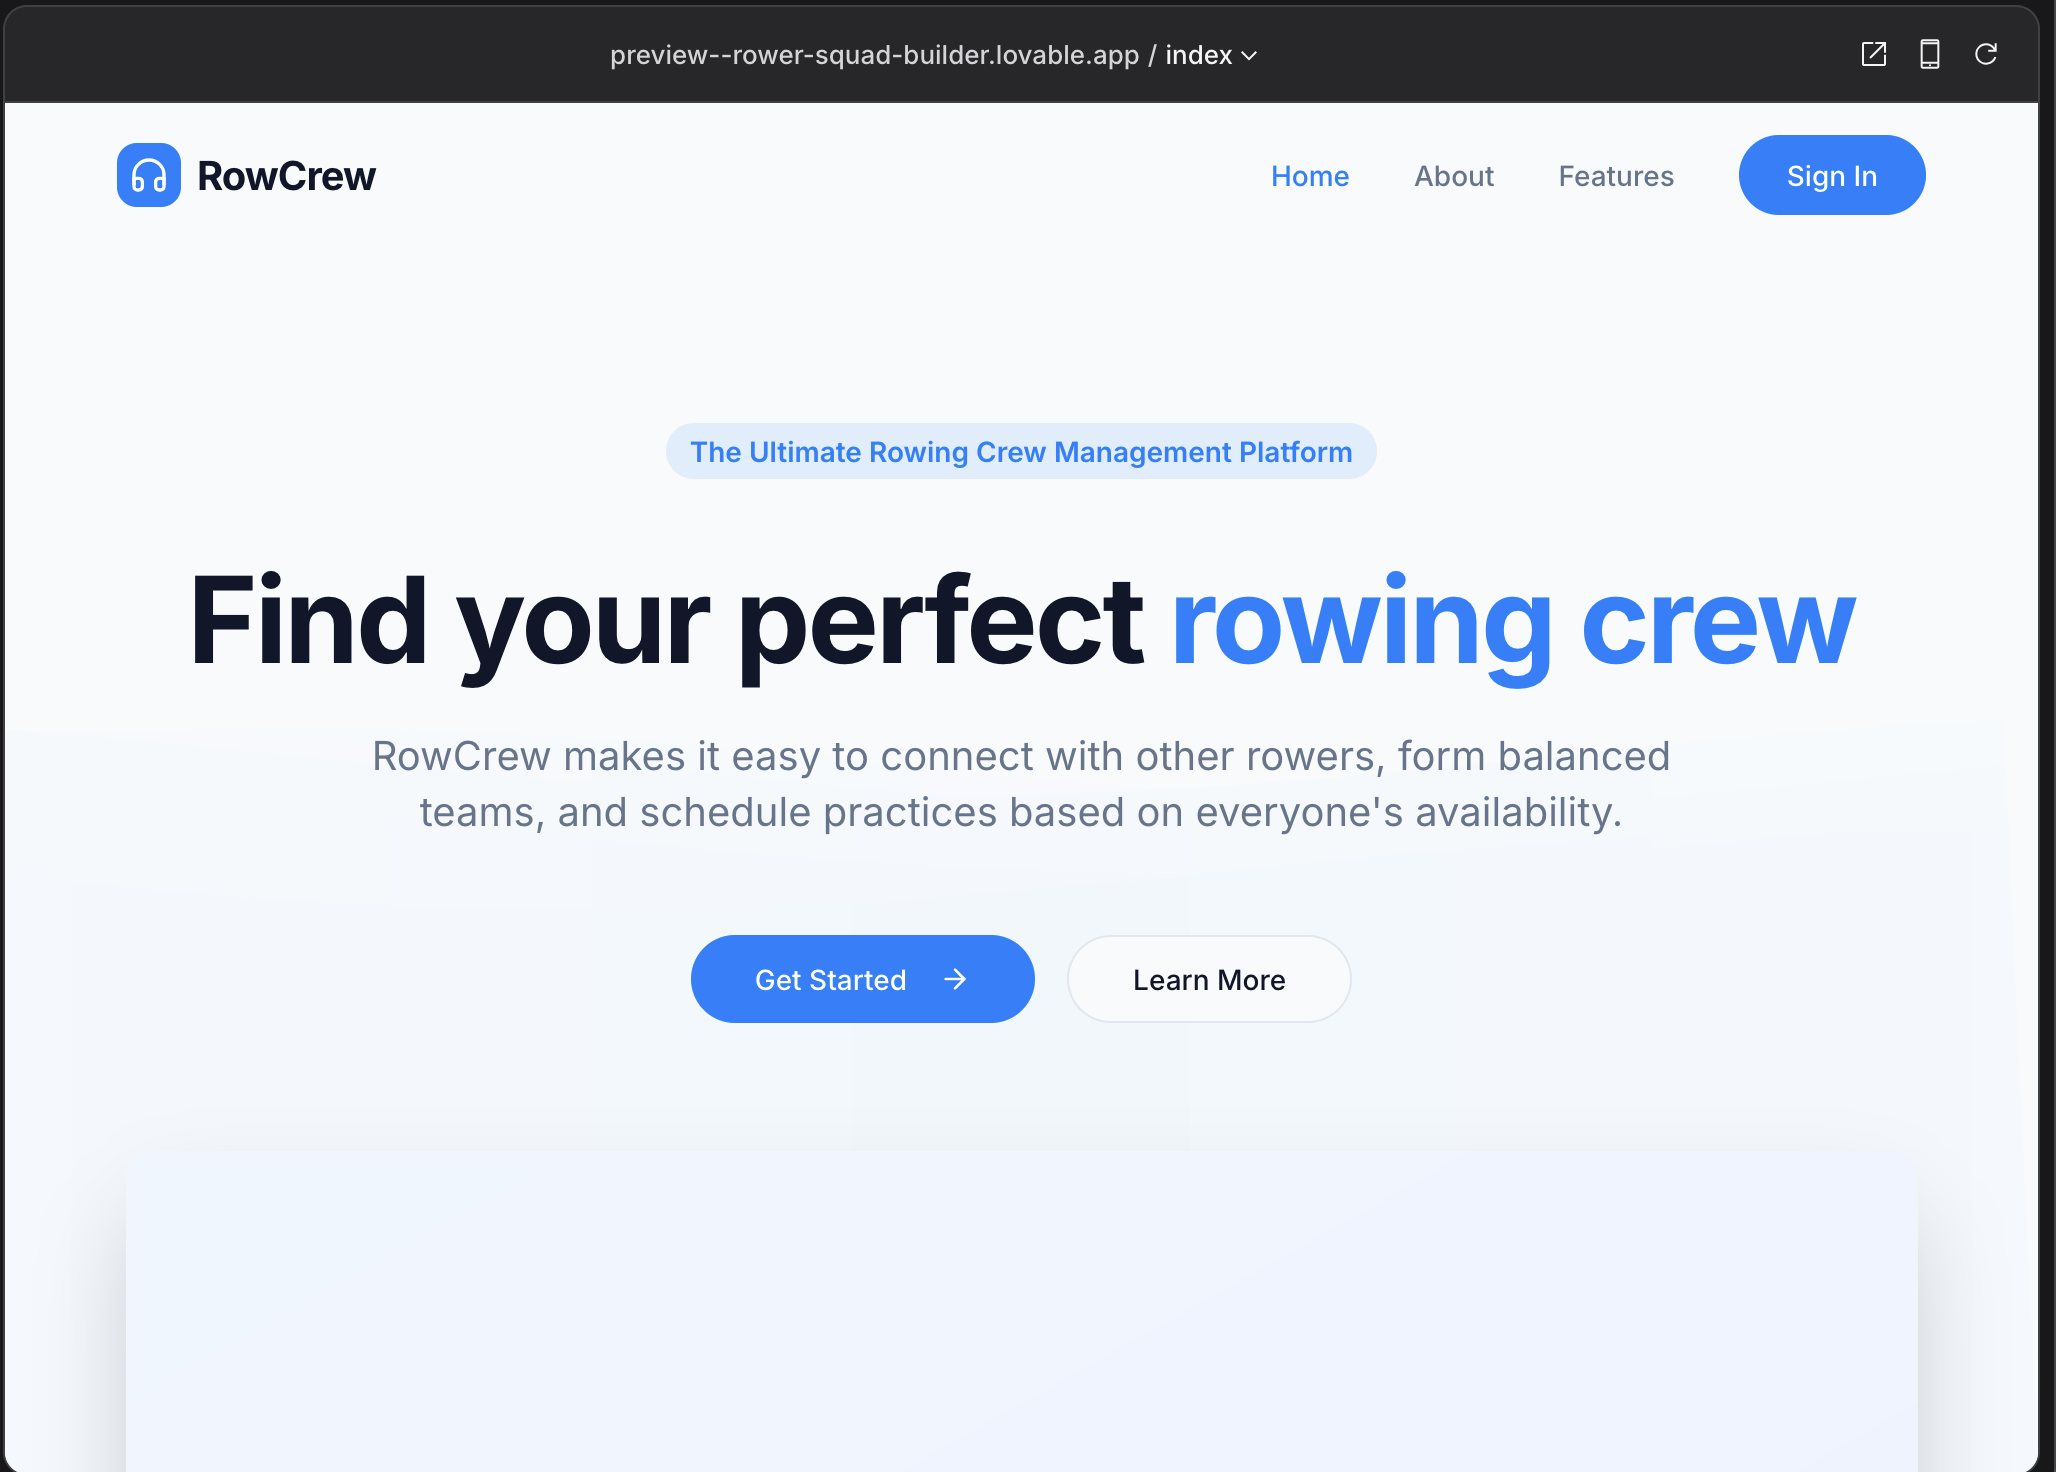 preview--rower-squad-builder.lovable.app / index
RowCrew
Home
About
Features
Sign In
The Ultimate Rowing Crew Management Platform
Find your perfect rowing crew
RowCrew makes it easy to connect with other rowers, form balanced
teams, and schedule practices based on everyone's availability.
Get Started
Learn More